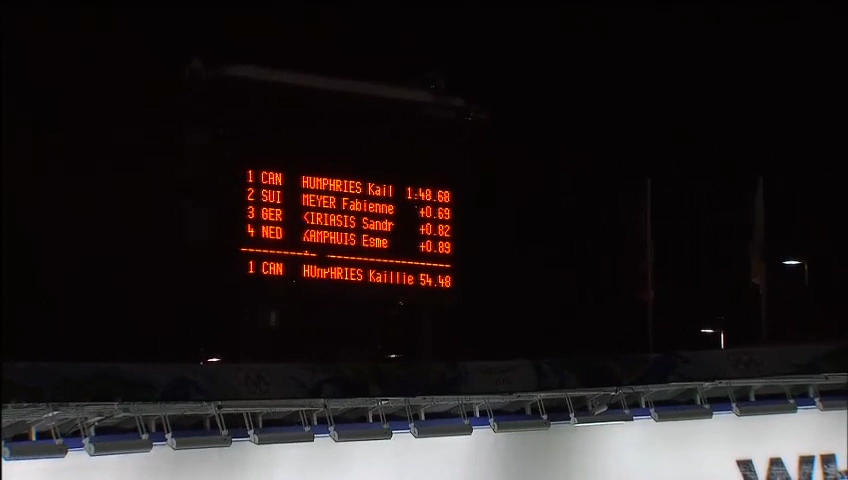 1 CAN HUMPHRIES Kail 1:48.68
2 SUI MEYER Fabienne +0.69
3 GER KIRIASIS Sandr +0.82
4 NED KAMPHUIS Esme +0.89
1 CAN HUMPHRIES Kaillie 54.48